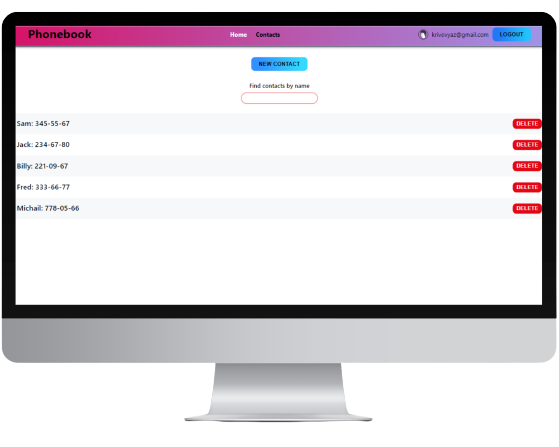 Phonebook Home Contacts krivovyaz@gmail.com LOGOUT
NEW CONTACT
Find contacts by name
Sam: 345-55-67 DELETE
Jack: 234-67-80 DELETE
Billy: 221-09-67 DELETE
Fred: 333-66-77 DELETE
Michail: 778-05-66 DELETE